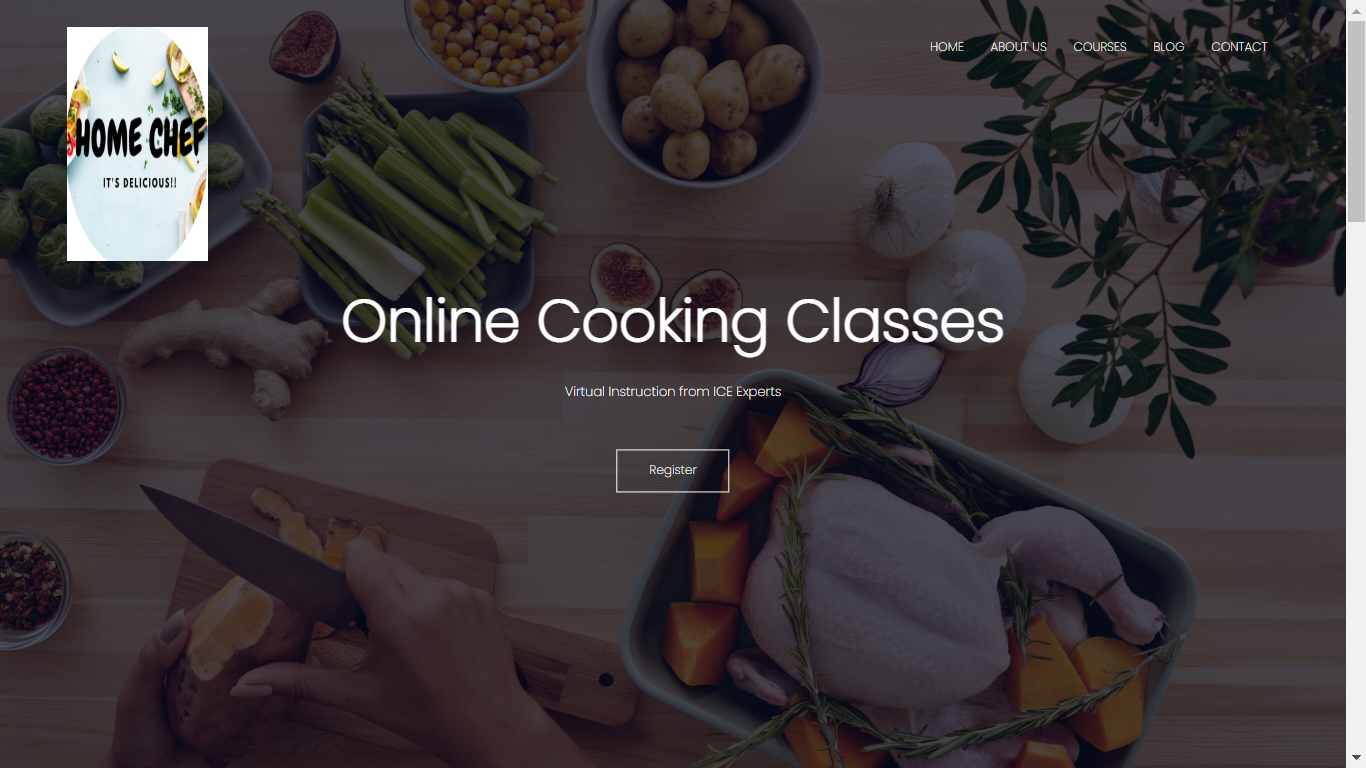 HOME ABOUT US COURSES BLOG CONTACT
HOME CHEF
IT'S DELICIOUS!!
Online Cooking Classes
Virtual Instruction from ICE Experts
Register